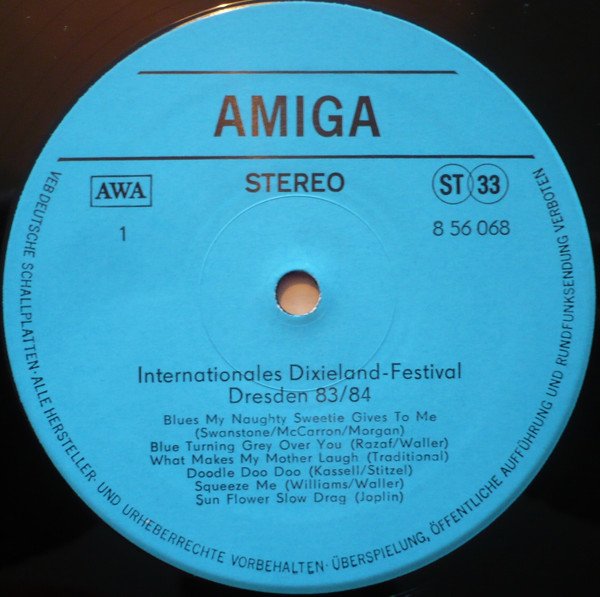 AMIGA
AWA
STEREO
ST 33
1
8 56 068
Internationales Dixieland-Festival
Dresden 83/84
Blues My Naughty Sweetie Gives To Me
(Swanstone/McCarron/Morgan)
Blue Turning Grey Over You (Razaf/Waller)
What Makes My Mother Laugh (Traditional)
Doodle Doo Doo (Kassell/Stitzel)
Squeeze Me (Williams/Waller)
Sun Flower Slow Drag (Joplin)
VEB DEUTSCHE SCHALLPLATTEN · ALLE HERSTELLER- UND URHEBERRECHTE VORBEHALTEN · ÜBERSPIELUNG, ÖFFENTLICHE AUFFÜHRUNG UND RUNDFUNKSENDUNG VERBOTEN